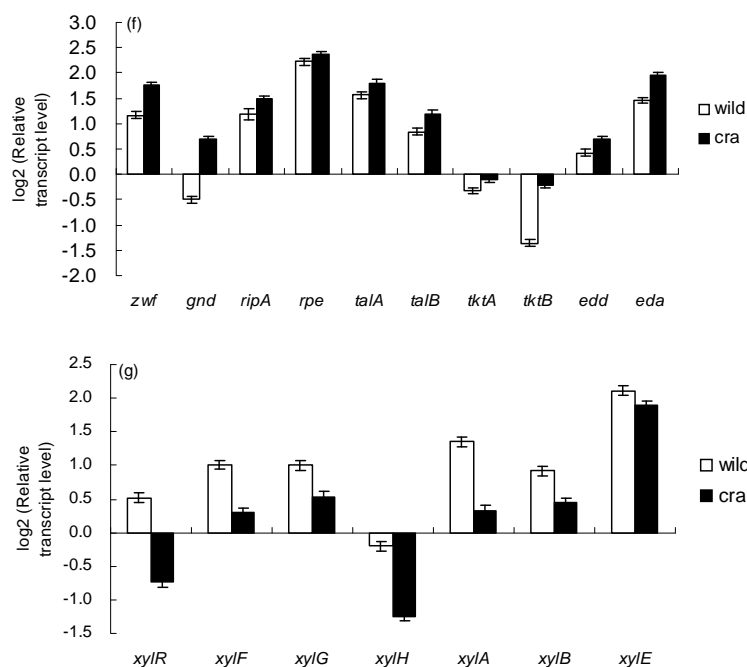 (f)
3.0
2.5
2.0
1.5
1.0
0.5
0.0
-0.5
-1.0
-1.5
-2.0
log2 (Relative
transcript level)
wild
cra
zwf gnd ripA rpe talA talB tktA tktB edd eda
(g)
2.5
2.0
1.5
1.0
0.5
0.0
-0.5
-1.0
-1.5
log2 (Relative
transcript level)
wild
cra
xylR xylF xylG xylH xylA xylB xylE